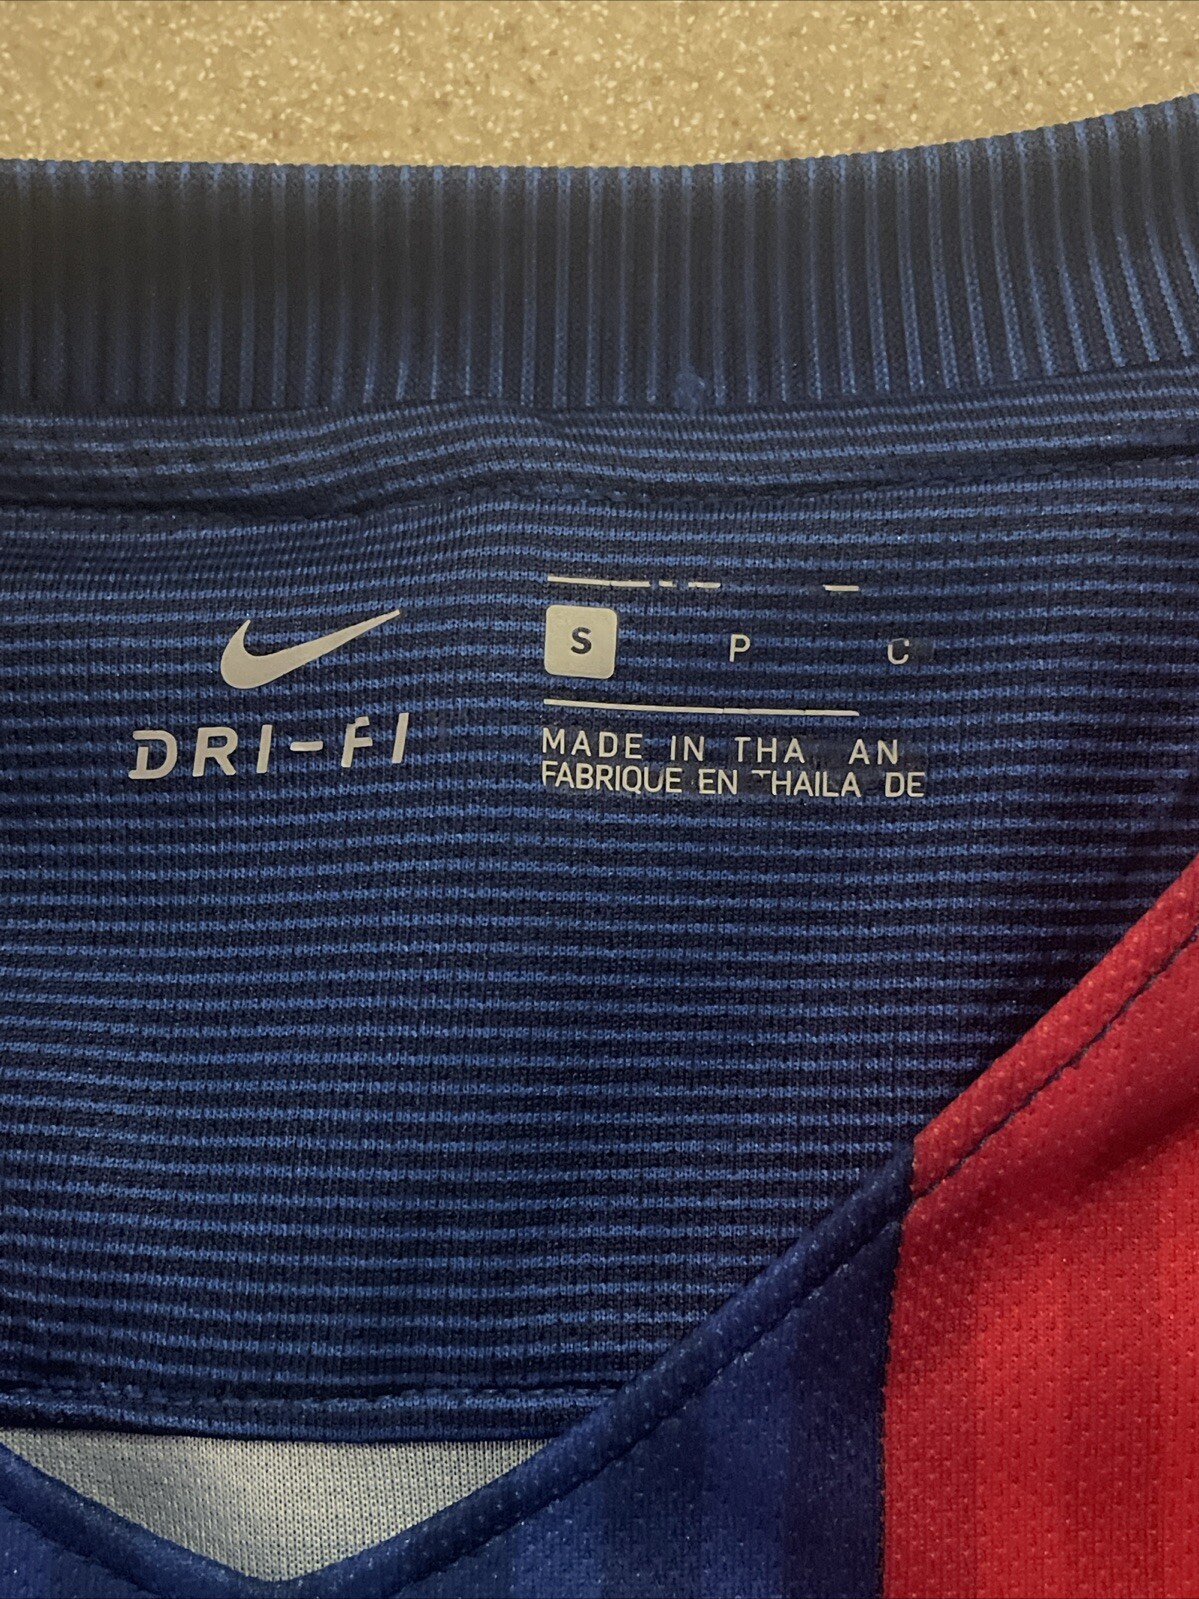 DRI-FI
S P C
MADE IN THA AN
FABRIQUE EN THAILA DE